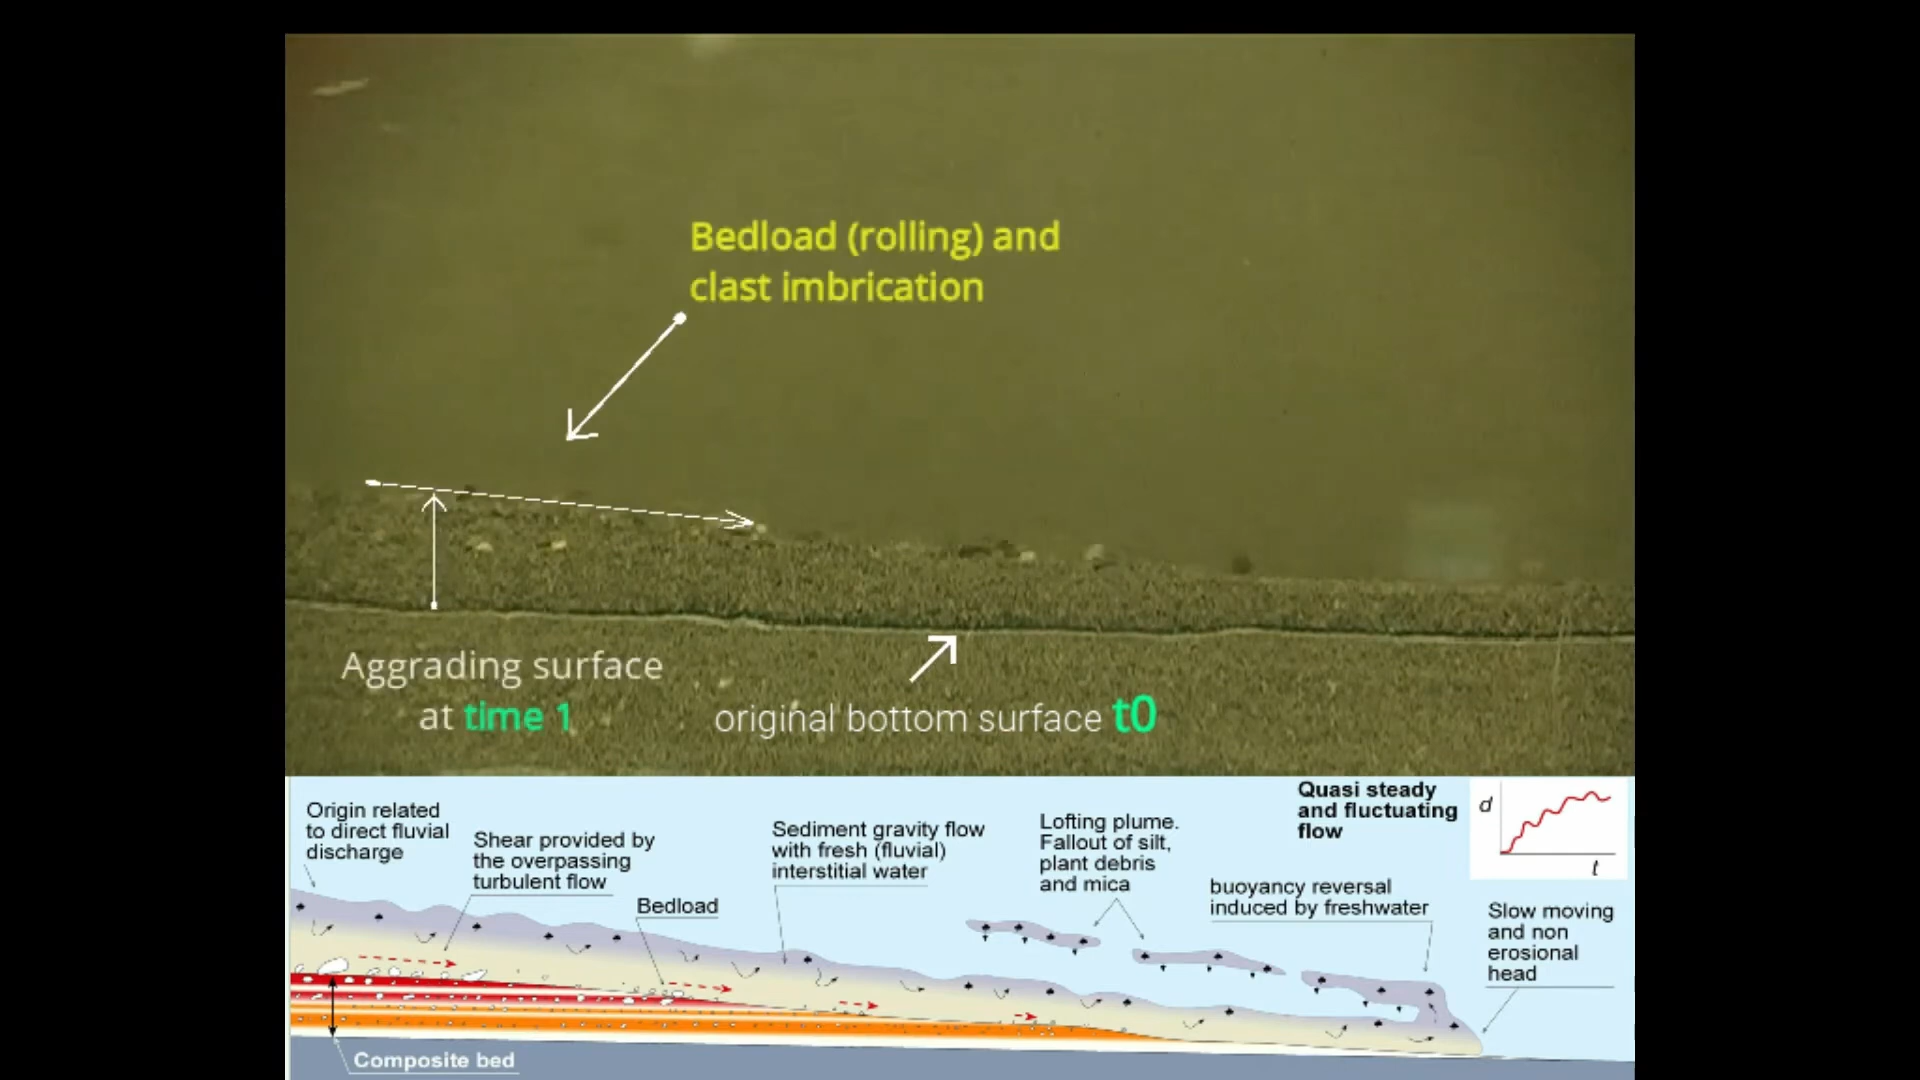 Bedload (rolling) and
clast imbrication
Aggrading surface
at time 1
original bottom surface t0
Origin related
to direct fluvial
discharge
Shear provided by
the overpassing
turbulent flow
Bedload
Sediment gravity flow
with fresh (fluvial)
interstitial water
Lofting plume.
Fallout of silt,
plant debris
and mica
Quasi steady
and fluctuating
flow
d
t
buoyancy reversal
induced by freshwater
Slow moving
and non
erosional
head
Composite bed